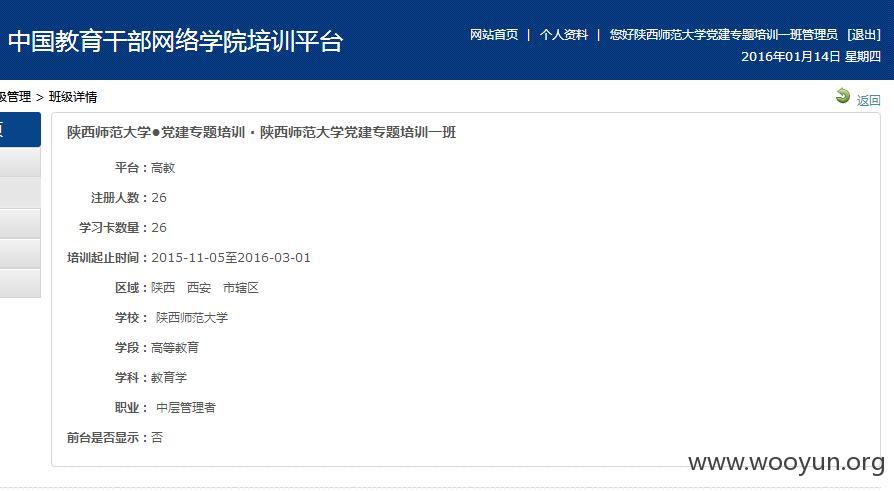 中国教育干部网络学院培训平台
网站首页 | 个人资料 | 您好陕西师范大学党建专题培训一班管理员 [退出]
2016年01月14日 星期四
级管理 > 班级详情
返回
陕西师范大学●党建专题培训·陕西师范大学党建专题培训一班
平台：高教
注册人数：26
学习卡数量：26
培训起止时间：2015-11-05至2016-03-01
区域：陕西 西安 市辖区
学校： 陕西师范大学
学段：高等教育
学科：教育学
职业： 中层管理者
前台是否显示：否
www.wooyun.org